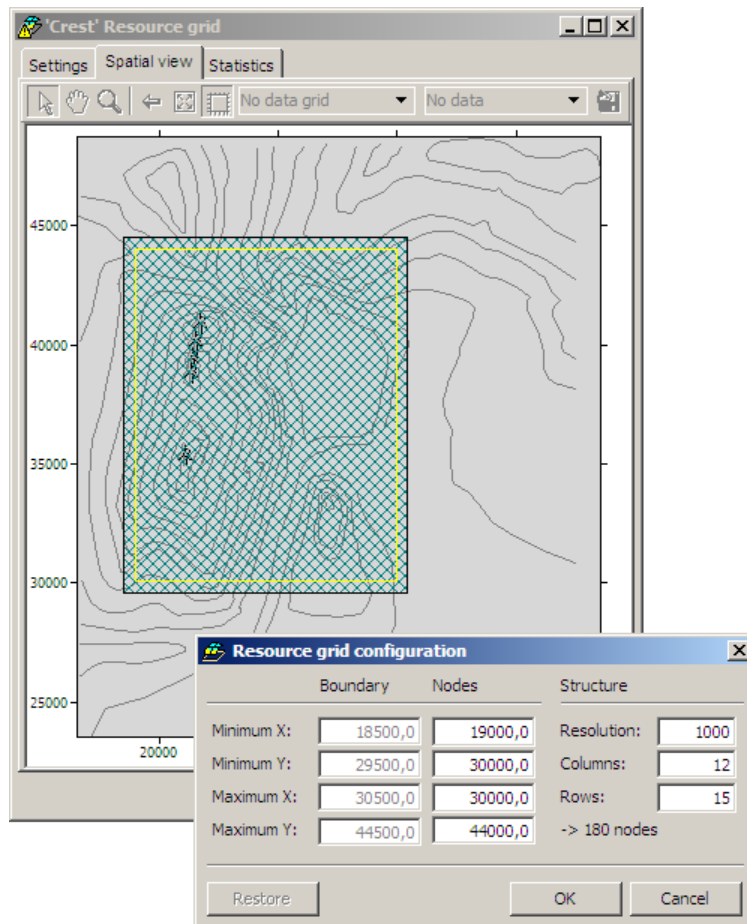 'Crest' Resource grid
Settings Spatial view Statistics
No data grid No data
45000
40000
35000
30000
25000
20000
Resource grid configuration
Boundary Nodes Structure
Minimum X: 18500,0 19000,0 Resolution: 1000
Minimum Y: 29500,0 30000,0 Columns: 12
Maximum X: 30500,0 30000,0 Rows: 15
Maximum Y: 44500,0 44000,0 -> 180 nodes
Restore OK Cancel